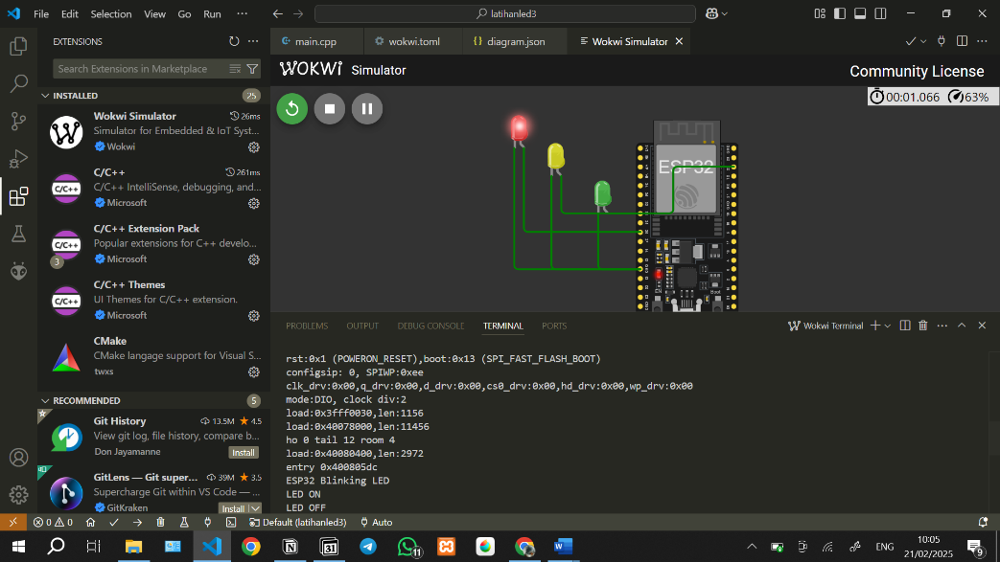 File Edit Selection View Go Run ...
latihanled3
EXTENSIONS
main.cpp
wokwi.toml
{} diagram.json
Wokwi Simulator
Search Extensions in Marketplace
WOKWI Simulator
Community License
INSTALLED 25
00:01.066 63%
Wokwi Simulator 26ms
Simulator for Embedded & IoT Syst...
Wokwi
C/C++ 261ms
C/C++ IntelliSense, debugging, and...
Microsoft
C/C++ Extension Pack
Popular extensions for C++ develo...
Microsoft
3
C/C++ Themes
UI Themes for C/C++ extension.
Microsoft
CMake
CMake langage support for Visual S...
twxs
RECOMMENDED 5
Git History 13.5M 4.5
View git log, file history, compare b...
Don Jayamanne Install
GitLens — Git super... 39M 3.5
Supercharge Git within VS Code — ...
GitKraken Install
ESP32
Boot
PROBLEMS OUTPUT DEBUG CONSOLE TERMINAL PORTS
Wokwi Terminal
rst:0x1 (POWERON_RESET),boot:0x13 (SPI_FAST_FLASH_BOOT)
configsip: 0, SPIWP:0xee
clk_drv:0x00,q_drv:0x00,d_drv:0x00,cs0_drv:0x00,hd_drv:0x00,wp_drv:0x00
mode:DIO, clock div:2
load:0x3fff0030,len:1156
load:0x40078000,len:11456
ho 0 tail 12 room 4
load:0x40080400,len:2972
entry 0x400805dc
ESP32 Blinking LED
LED ON
LED OFF
0 0 Default (latihanled3) Auto
11
31
ENG
10:05
21/02/2025
9